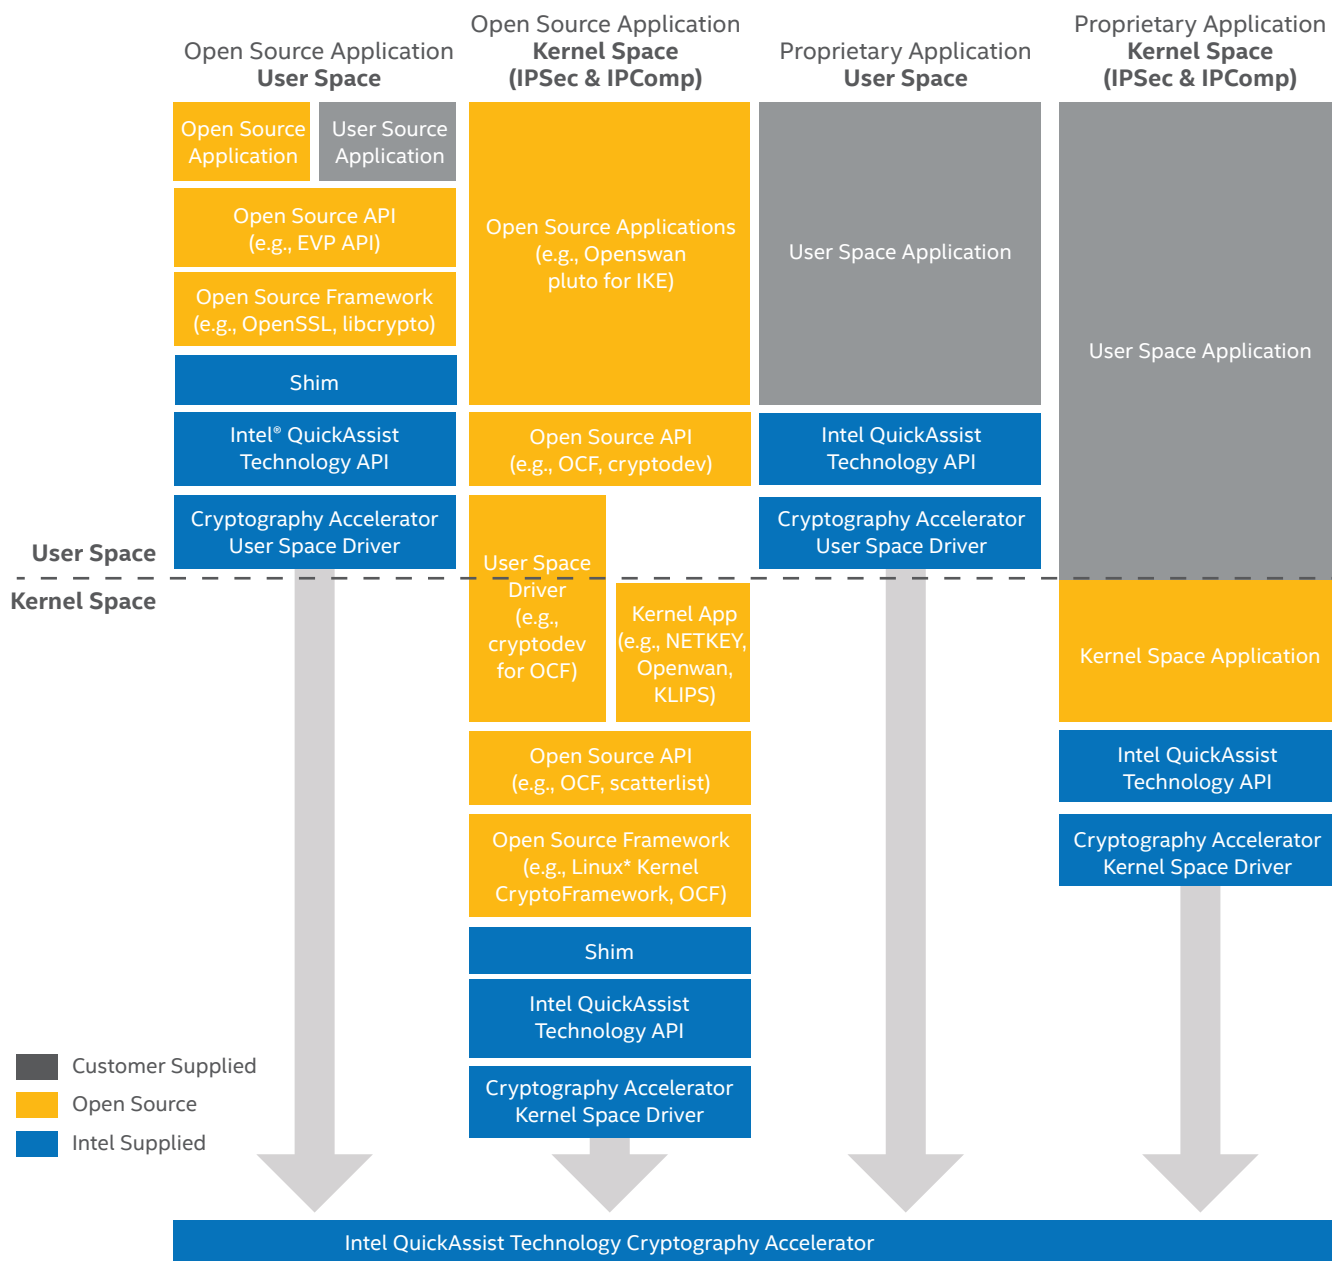 Open Source Application
User Space
Open Source Application
Kernel Space
(IPSec & IPComp)
Proprietary Application
User Space
Proprietary Application
Kernel Space
(IPSec & IPComp)
Open Source
Application
User Source
Application
Open Source API
(e.g., EVP API)
Open Source Framework
(e.g., OpenSSL, libcrypto)
Shim
Intel® QuickAssist
Technology API
Cryptography Accelerator
User Space Driver
Open Source Applications
(e.g., Openswan
pluto for IKE)
Open Source API
(e.g., OCF, cryptodev)
User Space
Driver
(e.g.,
cryptodev
for OCF)
Kernel App
(e.g., NETKEY,
Openwan,
KLIPS)
Open Source API
(e.g., OCF, scatterlist)
Open Source Framework
(e.g., Linux* Kernel
CryptoFramework, OCF)
Shim
Intel QuickAssist
Technology API
Cryptography Accelerator
Kernel Space Driver
User Space Application
Intel QuickAssist
Technology API
Cryptography Accelerator
User Space Driver
User Space Application
Kernel Space Application
Intel QuickAssist
Technology API
Cryptography Accelerator
Kernel Space Driver
User Space
Kernel Space
Customer Supplied
Open Source
Intel Supplied
Intel QuickAssist Technology Cryptography Accelerator